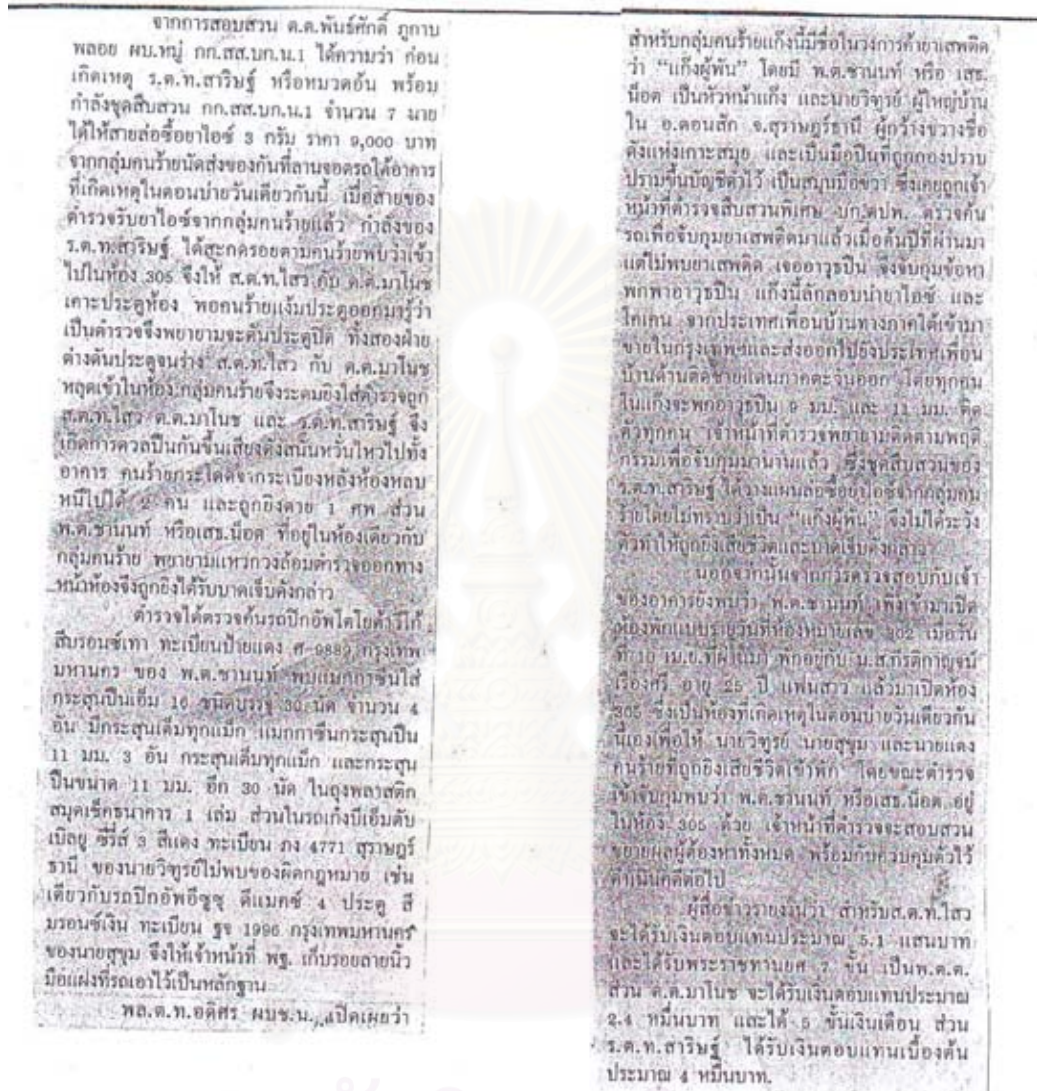 จากการสอบสวน ด.ต.พันธ์ศักดิ์ ภูกาบ
พลอย ผบ.หมู่ กก.สส.บก.น.1 ได้ความว่า ก่อน
เกิดเหตุ ร.ต.ท.สาริษฐ์ หรือหมวดอ้น พร้อม
กำลังชุดสืบสวน กก.สส.บก.น.1 จำนวน 7 นาย
ได้ให้สายล่อซื้อยาไอซ์ 3 กรัม ราคา 9,000 บาท
จากกลุ่มคนร้ายนัดส่งของกันที่ลานจอดรถใต้อาคาร
ที่เกิดเหตุในตอนบ่ายวันเดียวกันนี้ เมื่อสายของ
ตำรวจรับยาไอซ์จากกลุ่มคนร้ายแล้ว กำลังของ
ร.ต.ท.สาริษฐ์ ได้สะกดรอยตามคนร้ายพบว่าเข้า
ไปในห้อง 305 จึงให้ ส.ต.ท.ไสว กับ ด.ต.มาโนช
เคาะประตูห้อง พอคนร้ายแง้มประตูออกมารู้ว่า
เป็นตำรวจจึงพยายามจะดันประตูปิด ทั้งสองฝ่าย
ต่างดันประตูจนร่าง ส.ต.ท.ไสว กับ ด.ต.มาโนช
หลุดเข้าในห้อง กลุ่มคนร้ายจึงระดมยิงใส่ตำรวจถูก
ส.ต.ท.ไสว ด.ต.มาโนช และ ร.ต.ท.สาริษฐ์ จึง
เกิดการดวลปืนกันขึ้นเสียงดังสนั่นหวั่นไหวไปทั้ง
อาคาร คนร้ายกระโดดจากระเบียงหลังห้องหลบ
หนีไปได้ 2 คน และถูกยิงตาย 1 ศพ ส่วน
พ.ต.ชานนท์ หรือเสธ.น็อต ที่อยู่ในห้องเดียวกับ
กลุ่มคนร้าย พยายามแหวกวงล้อมตำรวจออกทาง
หน้าห้องจึงถูกยิงได้รับบาดเจ็บดังกล่าว
ตำรวจได้ตรวจค้นรถปิกอัพโตโยต้าวีโก้
สีบรอนซ์เทา ทะเบียนป้ายแดง ศ-9889 กรุงเทพ
มหานคร ของ พ.ต.ชานนท์ พบแมกกาซีนใส่
กระสุนปืนเอ็ม 16 ชนิดบรรจุ 30 นัด จำนวน 4
อัน มีกระสุนเต็มทุกแม็ก แมกกาซีนกระสุนปืน
11 มม. 3 อัน กระสุนเต็มทุกแม็ก และกระสุน
ปืนขนาด 11 มม. อีก 30 นัด ในถุงพลาสติก
สมุดเช็คธนาคาร 1 เล่ม ส่วนในรถเก๋งบีเอ็มดับ
เบิลยู ซีรี่ส์ 3 สีแดง ทะเบียน ภง 4771 สุราษฎร์
ธานี ของนายวิฑูรย์ไม่พบของผิดกฎหมาย เช่น
เดียวกับรถปิกอัพอีซูซุ ดีแมคซ์ 4 ประตู สี
บรอนซ์เงิน ทะเบียน ฐจ 1996 กรุงเทพมหานคร
ของนายสุขุม จึงให้เจ้าหน้าที่ พฐ. เก็บรอยลายนิ้ว
มือแฝงที่รถเอาไว้เป็นหลักฐาน
พล.ต.ท.อดิศร ผบช.น. เปิดเผยว่า
สำหรับกลุ่มคนร้ายแก๊งนี้มีชื่อในวงการค้ายาเสพติด
ว่า “แก๊งผู้พัน” โดยมี พ.ต.ชานนท์ หรือ เสธ.
น็อต เป็นหัวหน้าแก๊ง และนายวิฑูรย์ ผู้ใหญ่บ้าน
ใน อ.ดอนสัก จ.สุราษฎร์ธานี ผู้กว้างขวางชื่อ
ดังแห่งเกาะสมุย และเป็นมือปืนที่ถูกกองปราบ
ปรามขึ้นบัญชีดำไว้ เป็นสมุนมือขวา ซึ่งเคยถูกเจ้า
หน้าที่ตำรวจสืบสวนพิเศษ บก.ตปพ. ตรวจค้น
รถเพื่อจับกุมยาเสพติดมาแล้วเมื่อต้นปีที่ผ่านมา
แต่ไม่พบยาเสพติด เจออาวุธปืน จึงจับกุมข้อหา
พกพาอาวุธปืน แก๊งนี้ลักลอบนำยาไอซ์ และ
โคเคน จากประเทศเพื่อนบ้านทางภาคใต้เข้ามา
ขายในกรุงเทพฯและส่งออกไปยังประเทศเพื่อน
บ้านด้านติดชายแดนภาคตะวันออก โดยทุกคน
ในแก๊งจะพกอาวุธปืน 9 มม. และ 11 มม. ติด
ตัวทุกคน เจ้าหน้าที่ตำรวจพยายามติดตามพฤติ
กรรมเพื่อจับกุมมานานแล้ว ซึ่งชุดสืบสวนของ
ร.ต.ท.สาริษฐ์ ได้วางแผนล่อซื้อยาไอซ์จากกลุ่มคน
ร้ายโดยไม่ทราบว่าเป็น “แก๊งผู้พัน” จึงไม่ได้ระวัง
ตัวทำให้ถูกยิงเสียชีวิตและบาดเจ็บดังกล่าว
นอกจากนั้นจากการตรวจสอบกับเจ้า
ของอาคารยังพบว่า พ.ต.ชานนท์ เพิ่งเข้ามาเปิด
ห้องพักแบบรายวันที่ห้องหมายเลข 302 เมื่อวัน
ที่ 10 เม.ย.ที่ผ่านมา พักอยู่กับ น.ส.กิรติกาญจน์
เรืองศรี อายุ 25 ปี แฟนสาว แล้วมาเปิดห้อง
305 ซึ่งเป็นห้องที่เกิดเหตุในตอนบ่ายวันเดียวกัน
นี้เองเพื่อให้ นายวิฑูรย์ นายสุขุม และนายแดง
คนร้ายที่ถูกยิงเสียชีวิตเข้าพัก โดยขณะตำรวจ
เข้าจับกุมพบว่า พ.ต.ชานนท์ หรือเสธ.น็อต อยู่
ในห้อง 305 ด้วย เจ้าหน้าที่ตำรวจจะสอบสวน
ขยายผลผู้ต้องหาทั้งหมด พร้อมกับควบคุมตัวไว้
ดำเนินคดีต่อไป
ผู้สื่อข่าวรายงานว่า สำหรับส.ต.ท.ไสว
จะได้รับเงินตอบแทนประมาณ 5.1 แสนบาท
และได้รับพระราชทานยศ 7 ขั้น เป็นพ.ต.ต.
ส่วน ด.ต.มาโนช จะได้รับเงินตอบแทนประมาณ
2.4 หมื่นบาท และได้ 5 ขั้นเงินเดือน ส่วน
ร.ต.ท.สาริษฐ์ ได้รับเงินตอบแทนเบื้องต้น
ประมาณ 4 หมื่นบาท.